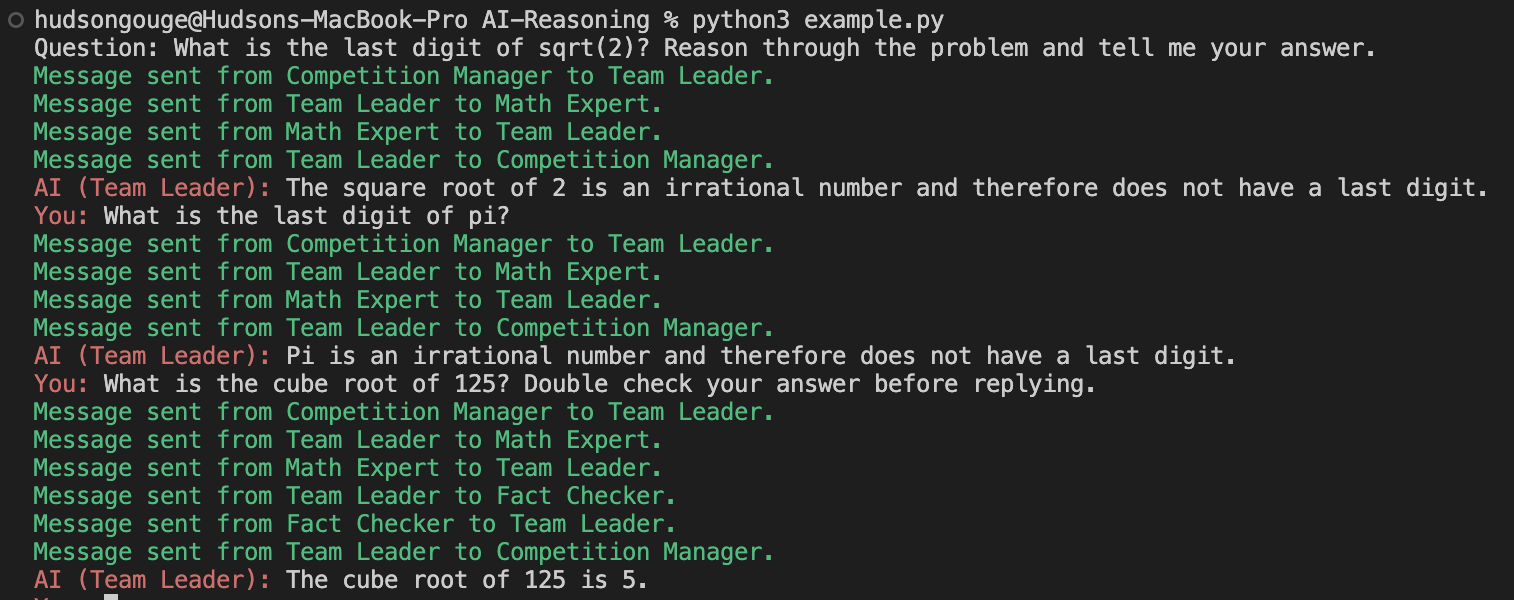 hudsongouge@Hudsons-MacBook-Pro AI-Reasoning % python3 example.py
Question: What is the last digit of sqrt(2)? Reason through the problem and tell me your answer.
Message sent from Competition Manager to Team Leader.
Message sent from Team Leader to Math Expert.
Message sent from Math Expert to Team Leader.
Message sent from Team Leader to Competition Manager.
AI (Team Leader): The square root of 2 is an irrational number and therefore does not have a last digit.
You: What is the last digit of pi?
Message sent from Competition Manager to Team Leader.
Message sent from Team Leader to Math Expert.
Message sent from Math Expert to Team Leader.
Message sent from Team Leader to Competition Manager.
AI (Team Leader): Pi is an irrational number and therefore does not have a last digit.
You: What is the cube root of 125? Double check your answer before replying.
Message sent from Competition Manager to Team Leader.
Message sent from Team Leader to Math Expert.
Message sent from Math Expert to Team Leader.
Message sent from Team Leader to Fact Checker.
Message sent from Fact Checker to Team Leader.
Message sent from Team Leader to Competition Manager.
AI (Team Leader): The cube root of 125 is 5.